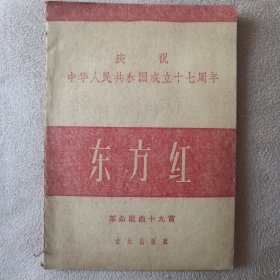 庆祝
中华人民共和国成立十七周年
东方红
革命歌曲十九首
音乐出版社